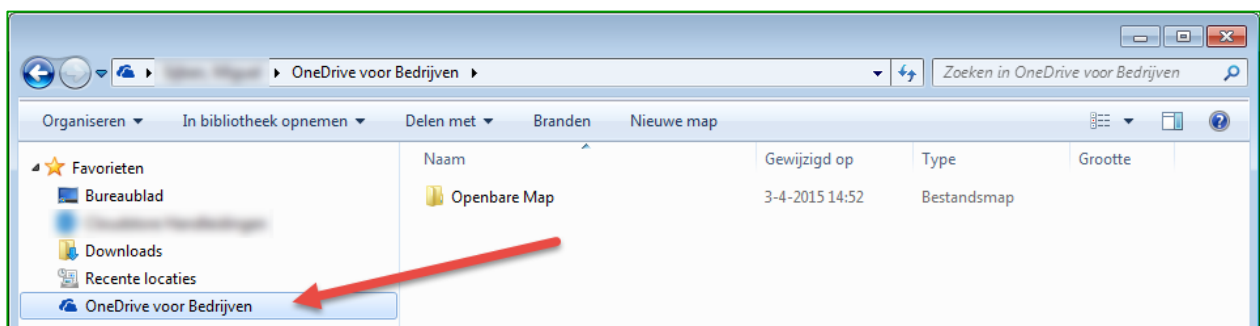 OneDrive voor Bedrijven
Zoeken in OneDrive voor Bedrijven
Organiseren In bibliotheek opnemen Delen met Branden Nieuwe map
Favorieten
Bureaublad
Downloads
Recente locaties
OneDrive voor Bedrijven
Naam Gewijzigd op Type Grootte
Openbare Map 3-4-2015 14:52 Bestandsmap